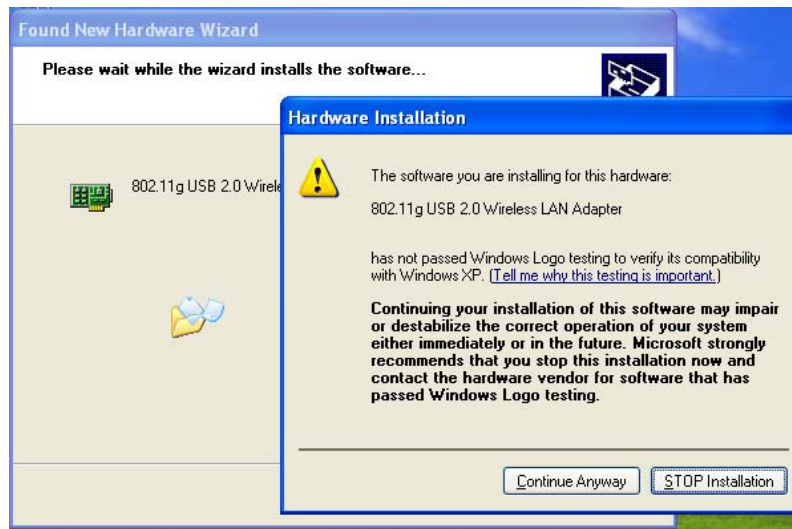 Found New Hardware Wizard
Please wait while the wizard installs the software...
Hardware Installation
802.11g USB 2.0
The software you are installing for this hardware:
802.11g USB 2.0 Wireless LAN Adapter
has not passed Windows Logo testing to verify its compatibility
with Windows XP. (Tell me why this testing is important.)
Continuing your installation of this software may impair
or destabilize the correct operation of your system
either immediately or in the future. Microsoft strongly
recommends that you stop this installation now and
contact the hardware vendor for software that has
passed Windows Logo testing.
Continue Anyway
STOP Installation